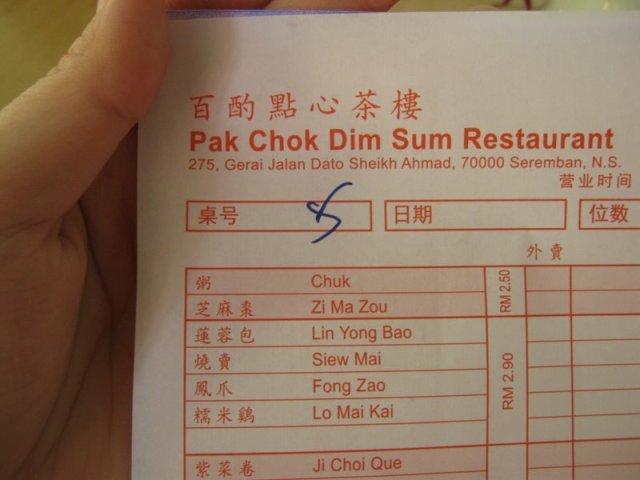 百酌點心茶樓
Pak Chok Dim Sum Restaurant
275, Gerai Jalan Dato Sheikh Ahmad, 70000 Seremban, N.S.
营业时间
桌号 日期 位数
外賣
粥 Chuk RM 2.50
芝麻棗 Zi Ma Zou
蓮蓉包 Lin Yong Bao RM 2.90
燒賣 Siew Mai
鳳爪 Fong Zao
糯米鷄 Lo Mai Kai
紫菜卷 Ji Choi Que